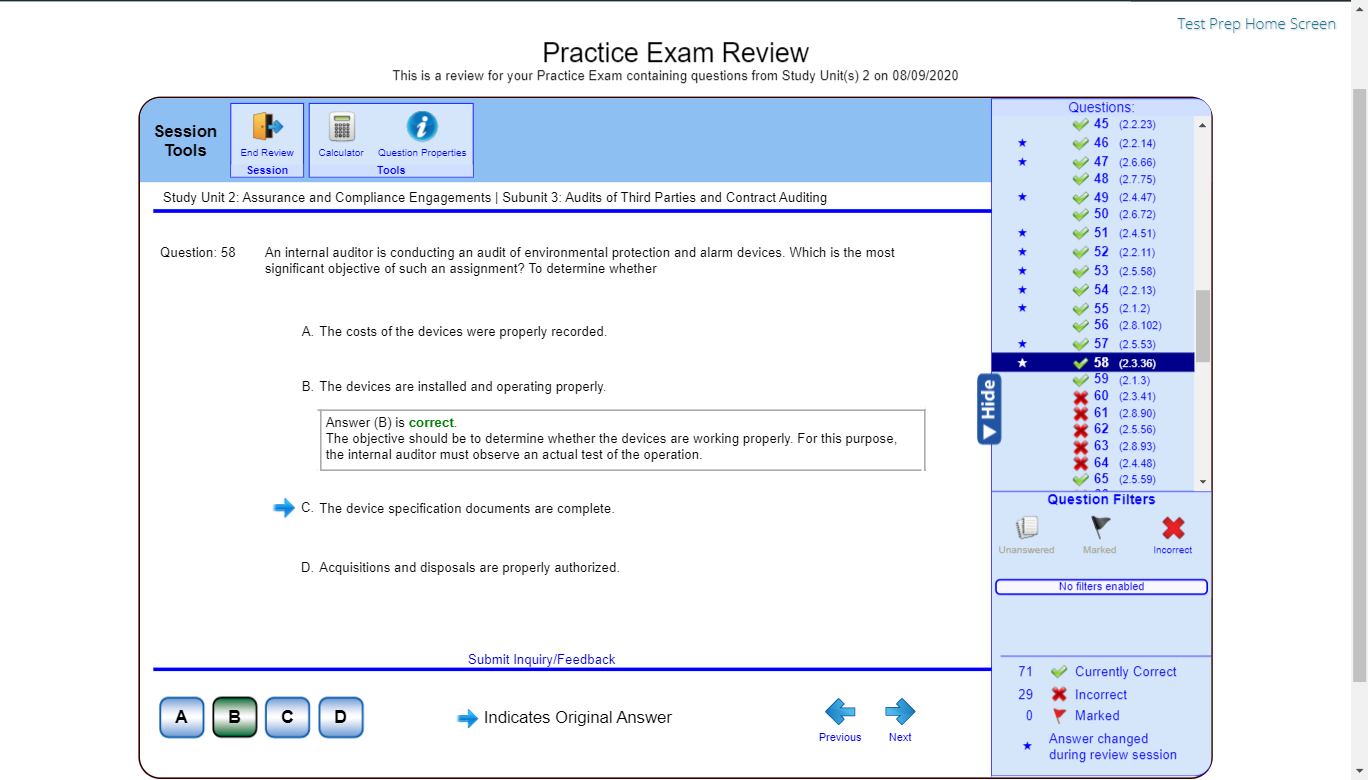 Test Prep Home Screen
Practice Exam Review
This is a review for your Practice Exam containing questions from Study Unit(s) 2 on 08/09/2020
Session
Tools
End Review
Session
Calculator
Question Properties
Tools
Study Unit 2: Assurance and Compliance Engagements | Subunit 3: Audits of Third Parties and Contract Auditing
Question: 58
An internal auditor is conducting an audit of environmental protection and alarm devices. Which is the most
significant objective of such an assignment? To determine whether
A. The costs of the devices were properly recorded.
B. The devices are installed and operating properly.
Answer (B) is correct.
The objective should be to determine whether the devices are working properly. For this purpose,
the internal auditor must observe an actual test of the operation.
C. The device specification documents are complete.
D. Acquisitions and disposals are properly authorized.
Submit Inquiry/Feedback
A B C D
Indicates Original Answer
Previous
Next
Hide
Questions:
45 (2.2.23)
46 (2.2.14)
47 (2.6.66)
48 (2.7.75)
49 (2.4.47)
50 (2.6.72)
51 (2.4.51)
52 (2.2.11)
53 (2.5.58)
54 (2.2.13)
55 (2.1.2)
56 (2.8.102)
57 (2.5.53)
58 (2.3.36)
59 (2.1.3)
60 (2.3.41)
61 (2.8.90)
62 (2.5.56)
63 (2.8.93)
64 (2.4.48)
65 (2.5.59)
Question Filters
Unanswered
Marked
Incorrect
No filters enabled
71 Currently Correct
29 Incorrect
0 Marked
Answer changed
during review session